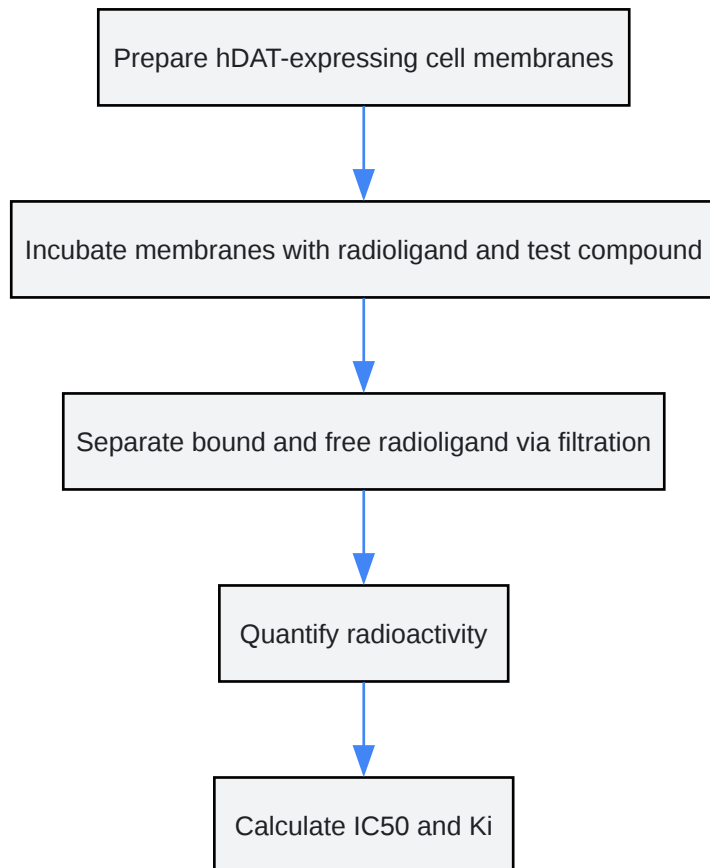 Prepare hDAT-expressing cell membranes
Incubate membranes with radioligand and test compound
Separate bound and free radioligand via filtration
Quantify radioactivity
Calculate IC50 and Ki